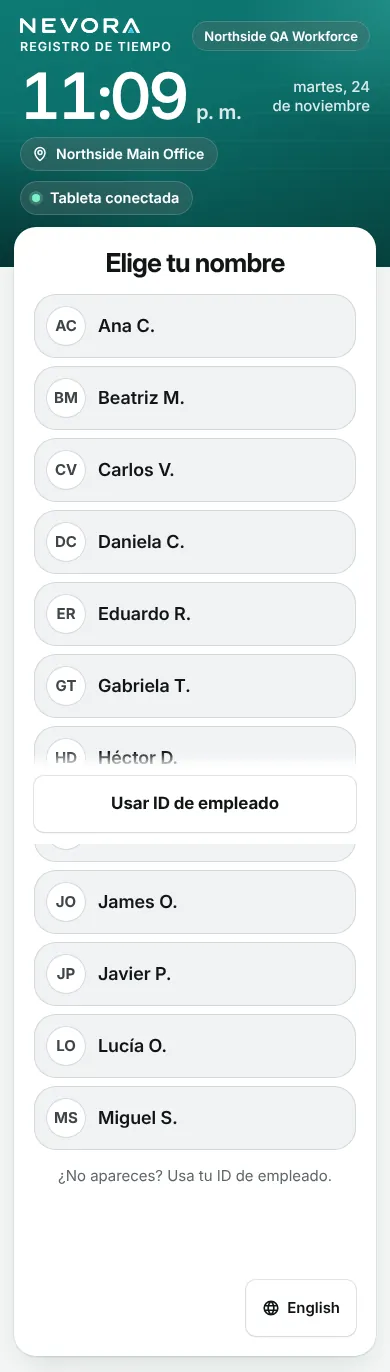 NEVORA
REGISTRO DE TIEMPO
Northside QA Workforce
11:09 p. m.
martes, 24
de noviembre
Northside Main Office
Tableta conectada
Elige tu nombre
AC Ana C.
BM Beatriz M.
CV Carlos V.
DC Daniela C.
ER Eduardo R.
GT Gabriela T.
HD Héctor D.
Usar ID de empleado
JO James O.
JP Javier P.
LO Lucía O.
MS Miguel S.
¿No apareces? Usa tu ID de empleado.
English